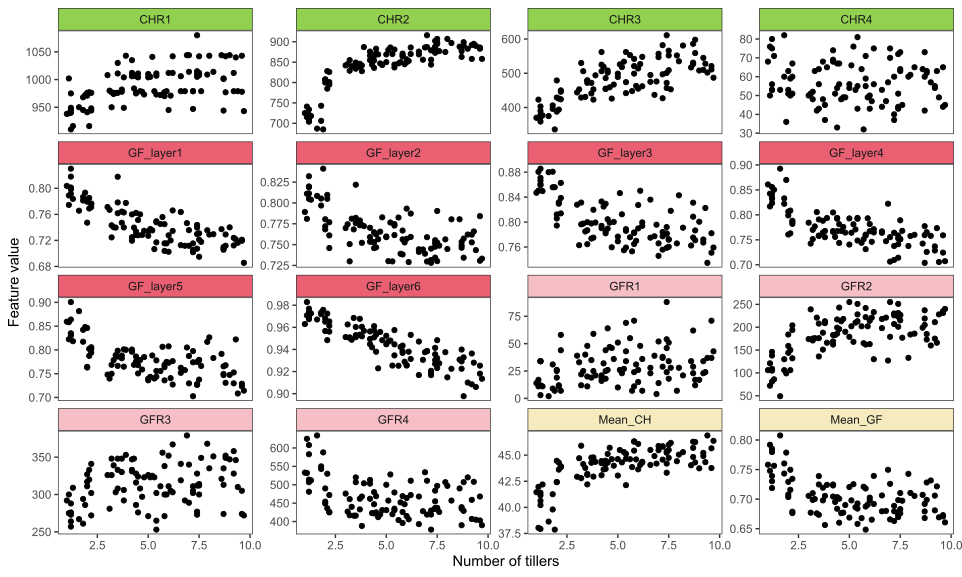 CHR1 CHR2 CHR3 CHR4
1050 900 600 80
1000 850 500 70
950 800 400 60
750 50
700 40
30
GF_layer1 GF_layer2 GF_layer3 GF_layer4
0.80 0.825 0.88 0.90
0.76 0.800 0.84 0.85
0.72 0.775 0.80 0.80
0.68 0.750 0.76 0.75
0.725 0.70
Feature value
GF_layer5 GF_layer6 GFR1 GFR2
0.90 0.98 75 250
0.85 0.96 50 200
0.80 0.94 25 150
0.75 0.92 0 100
0.70 0.90 50
GFR3 GFR4 Mean_CH Mean_GF
350 600 45.0 0.80
300 550 42.5 0.75
250 500 40.0 0.70
450 37.5 0.65
400
2.5 5.0 7.5 10.0 2.5 5.0 7.5 10.0 2.5 5.0 7.5 10.0 2.5 5.0 7.5 10.0
Number of tillers